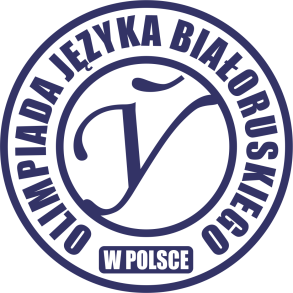 OLIMPIADA JĘZYKA BIAŁORUSKIEGO
ў
W POLSCE